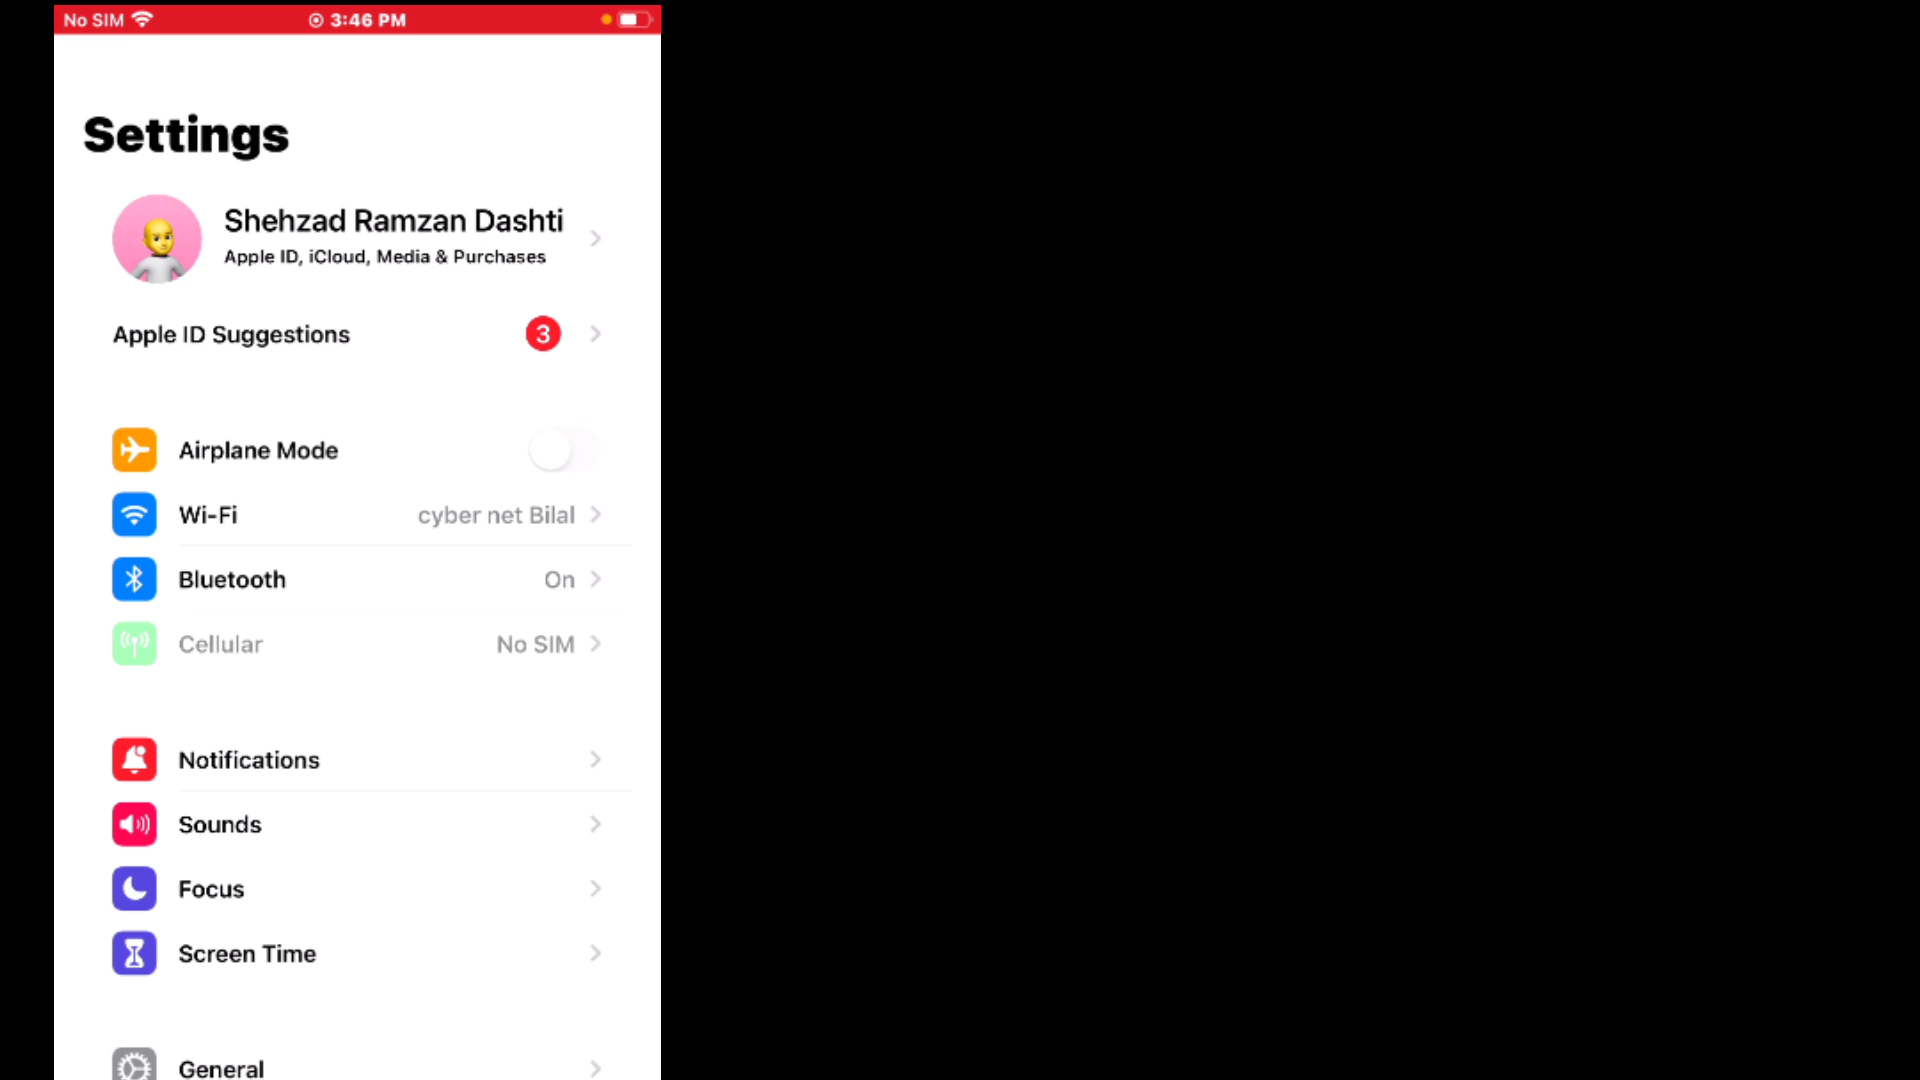 No SIM 3:46 PM
Settings
Shehzad Ramzan Dashti
Apple ID, iCloud, Media & Purchases
Apple ID Suggestions 3
Airplane Mode
Wi-Fi cyber net Bilal
Bluetooth On
Cellular No SIM
Notifications
Sounds
Focus
Screen Time
General